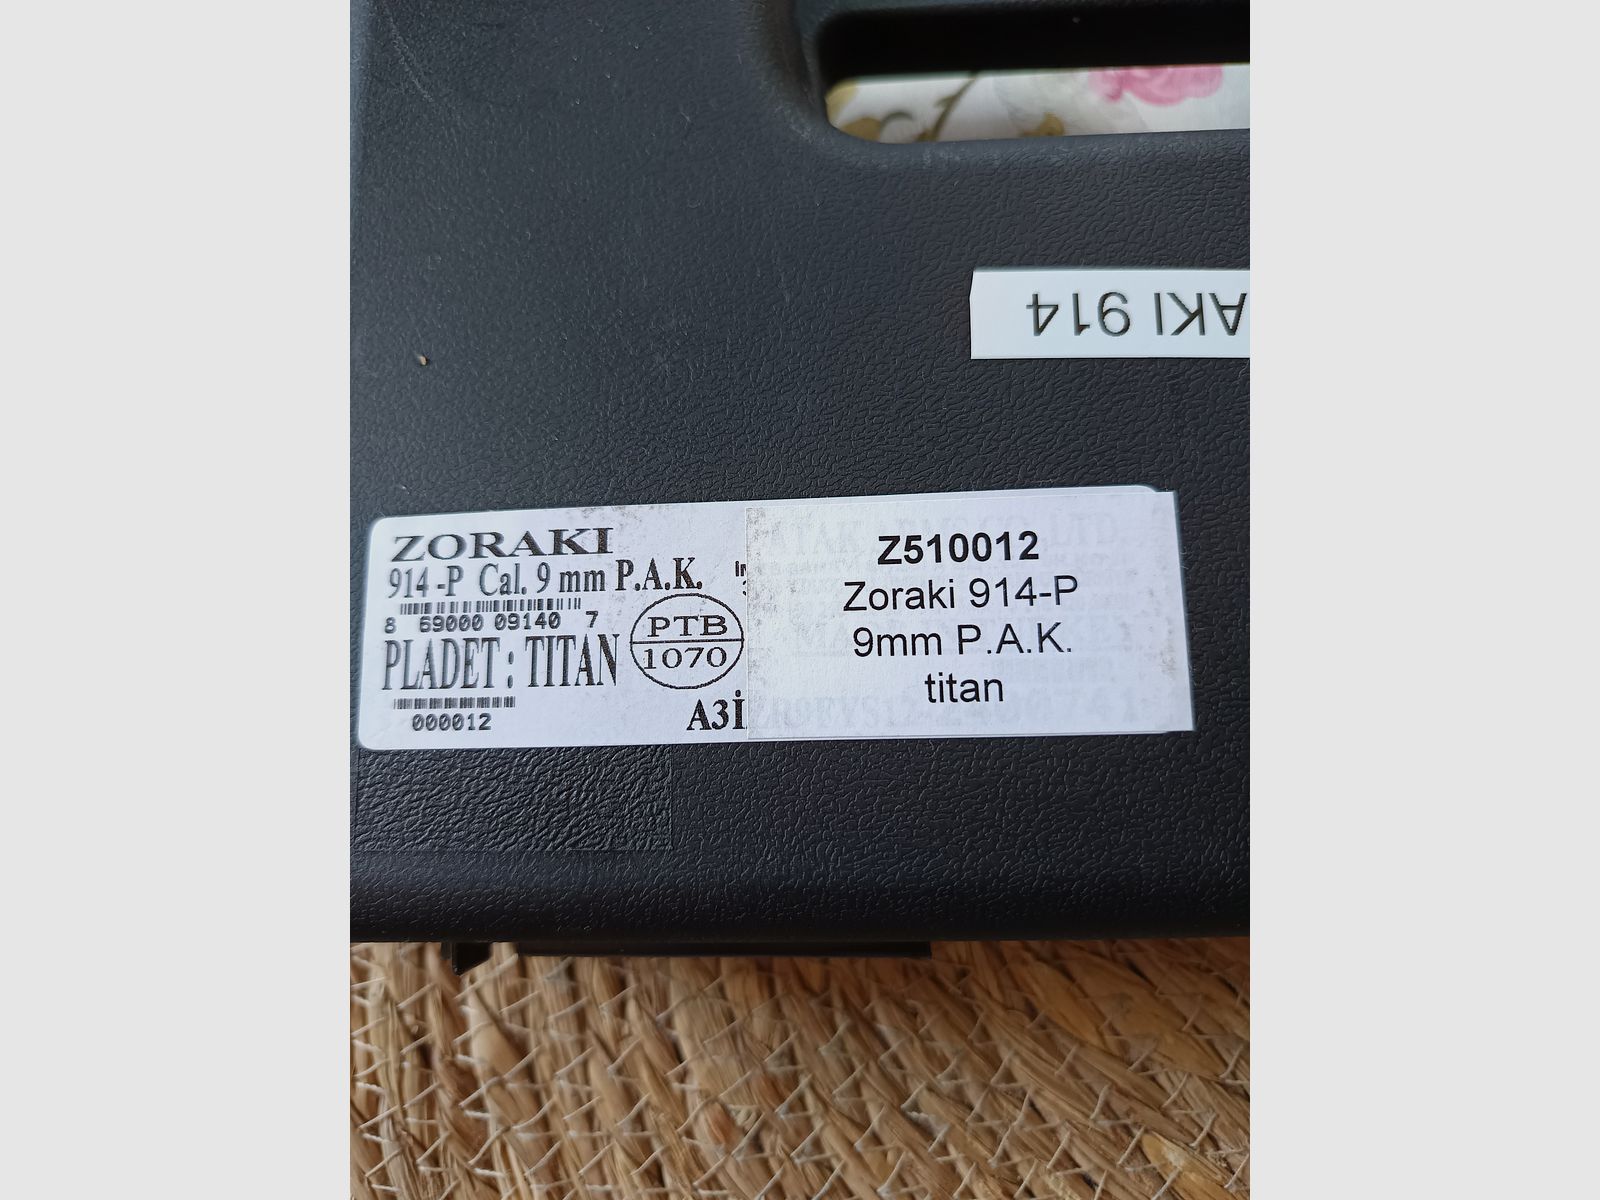 AKI 914
ZORAKI
914 -P Cal. 9 mm P.A.K.
8 69000 09140 7
PTB
1070
PLADET : TITAN
000012
A3İ
Z510012
Zoraki 914-P
9mm P.A.K.
titan